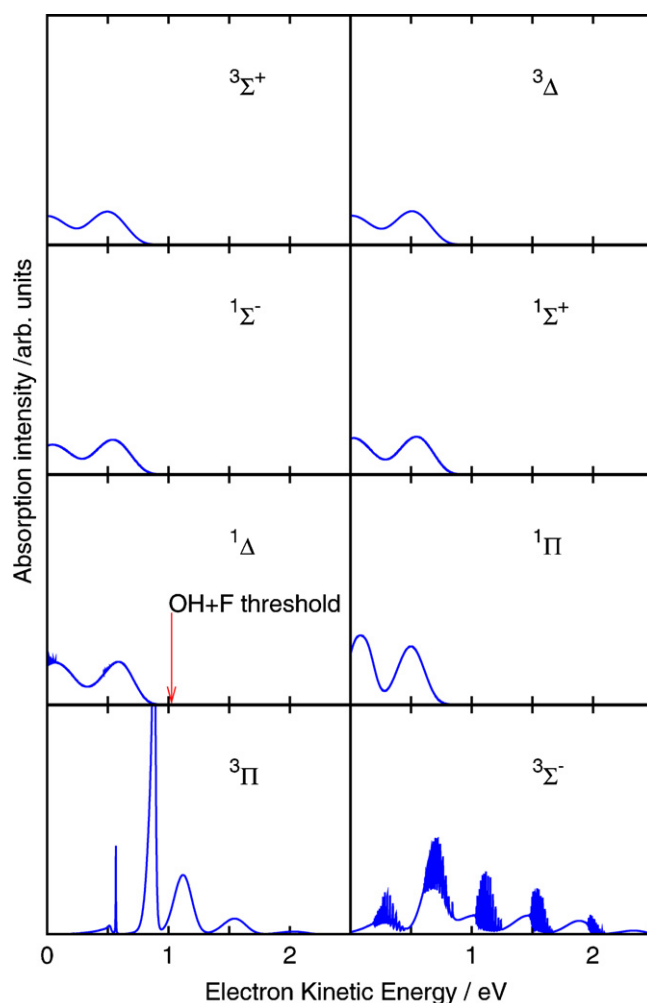 ³Σ⁺
³Δ
¹Σ⁻
¹Σ⁺
¹Δ
¹Π
OH+F threshold
³Π
³Σ⁻
0
1
2
1
2
Absorption intensity /arb. units
Electron Kinetic Energy / eV